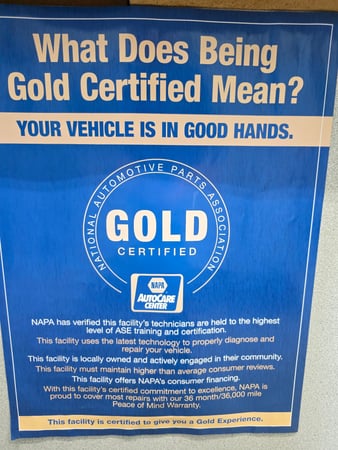 What Does Being
Gold Certified Mean?
YOUR VEHICLE IS IN GOOD HANDS.
NATIONAL AUTOMOTIVE PARTS ASSOCIATION
GOLD
CERTIFIED
NAPA
AUTOCARE
CENTER
NAPA has verified this facility's technicians are held to the highest
level of ASE training and certification.
This facility uses the latest technology to properly diagnose and
repair your vehicle.
This facility is locally owned and actively engaged in their community.
This facility must maintain higher than average consumer reviews.
This facility offers NAPA's consumer financing.
With this facility's certified commitment to excellence, NAPA is
proud to cover most repairs with our 36 month/36,000 mile
Peace of Mind Warranty.
This facility is certified to give you a Gold Experience.